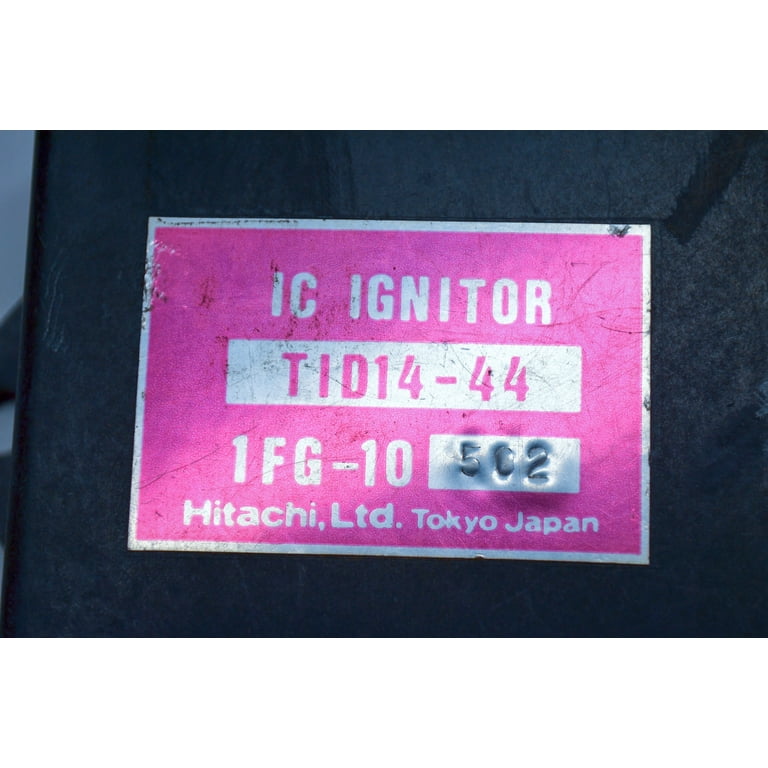 IC IGNITOR
TID14-44
1FG-10 502
Hitachi, Ltd. Tokyo Japan